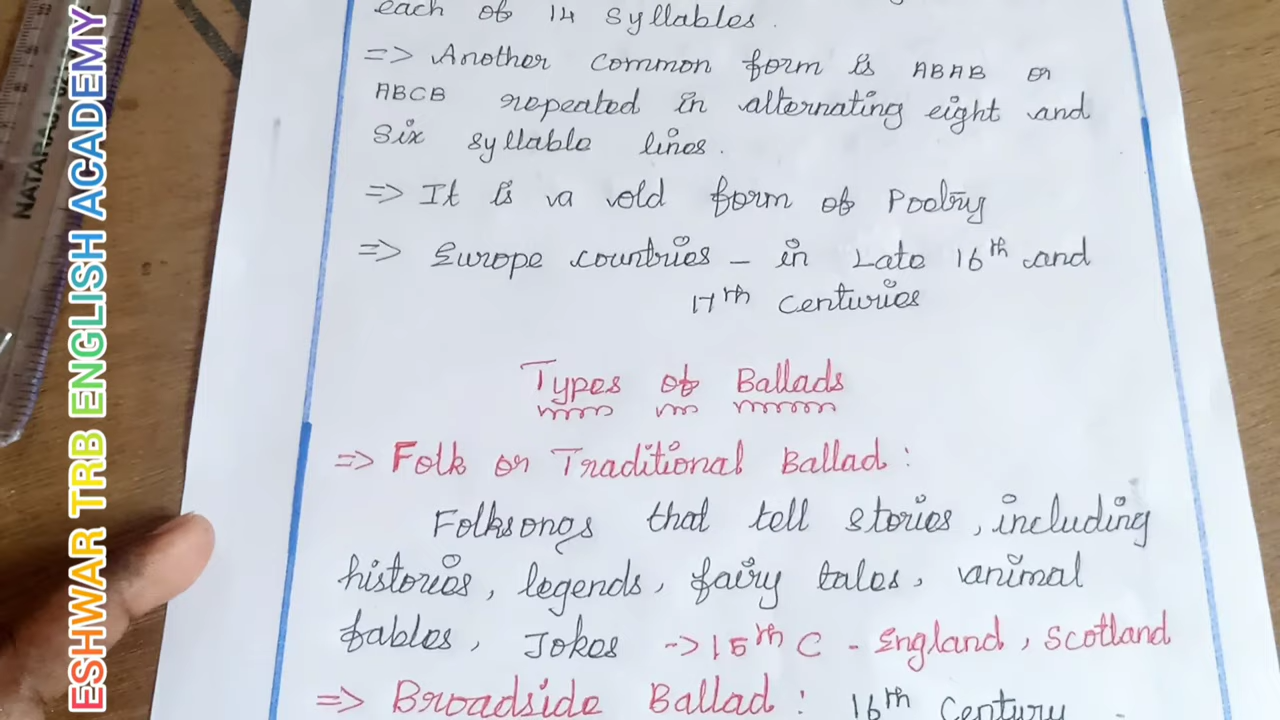 each of 14 syllables.
=> Another common form is ABAB or
ABCB repeated in alternating eight and
six syllable lines.
=> It is a old form of Poetry
=> Europe countries - in Late 16th and
17th Centuries
Types of Ballads
=> Folk or Traditional Ballad :
Folksongs that tell stories, including
histories, legends, fairy tales, animal
fables, Jokes -> 15th C - England, Scotland
=> Broadside Ballad : 16th Century
ESHWAR TRB ENGLISH ACADEMY
NATARAJ